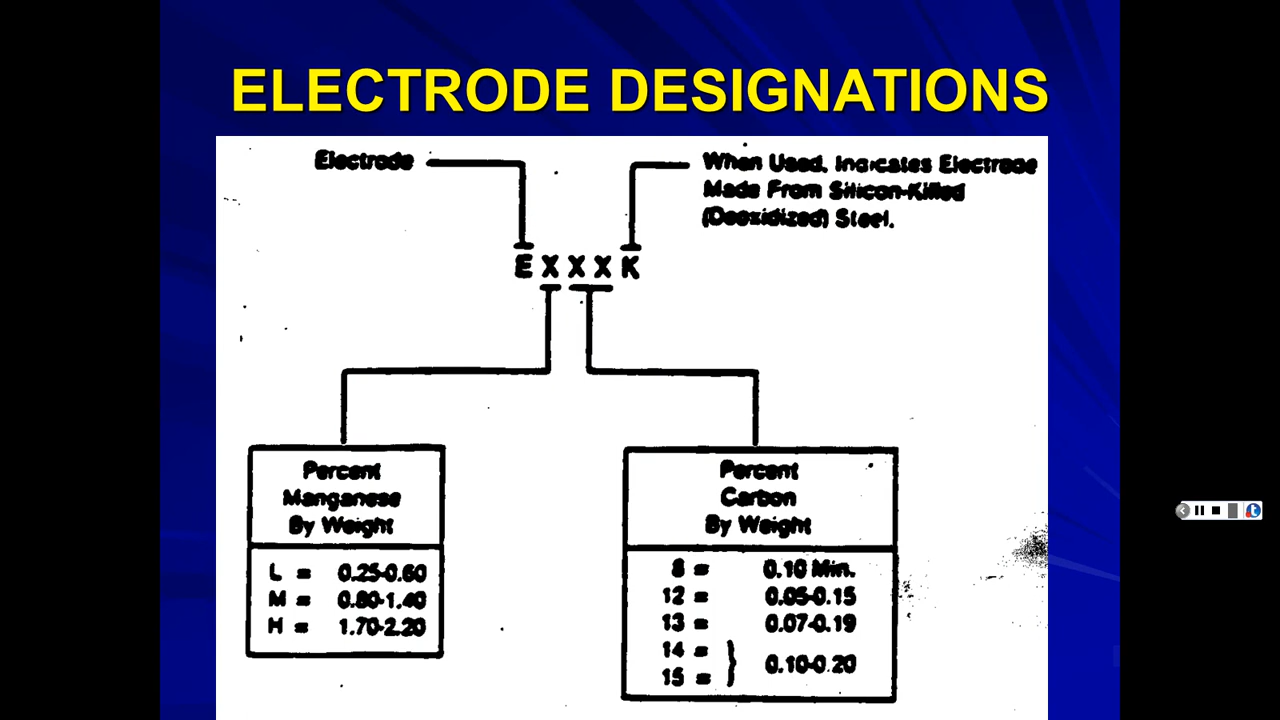 ELECTRODE DESIGNATIONS
Electrode
When Used, Indicates Electrode
Made From Silicon-Killed
(Deoxidized) Steel.
E X X X K
Percent
Manganese
By Weight
L = 0.25-0.60
M = 0.80-1.40
H = 1.70-2.20
Percent
Carbon
By Weight
8 = 0.10 Min.
12 = 0.05-0.15
13 = 0.07-0.19
14 =
15 = } 0.10-0.20